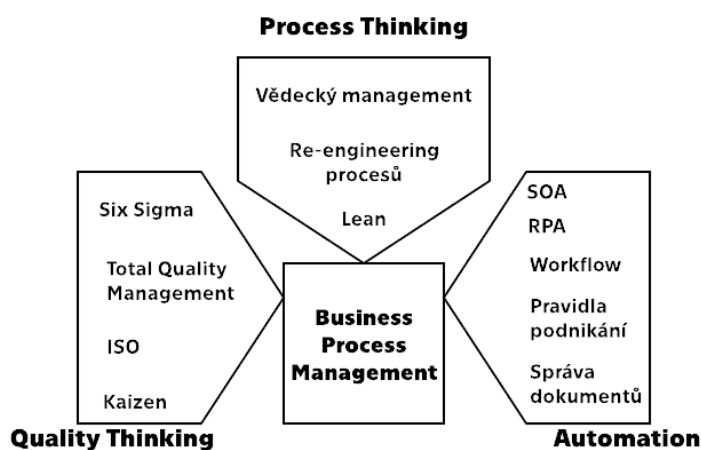 Process Thinking
Vědecký management
Re-engineering
procesů
Lean
Six Sigma
Total Quality
Management
ISO
Kaizen
Quality Thinking
Business
Process
Management
SOA
RPA
Workflow
Pravidla
podnikání
Správa
dokumentů
Automation